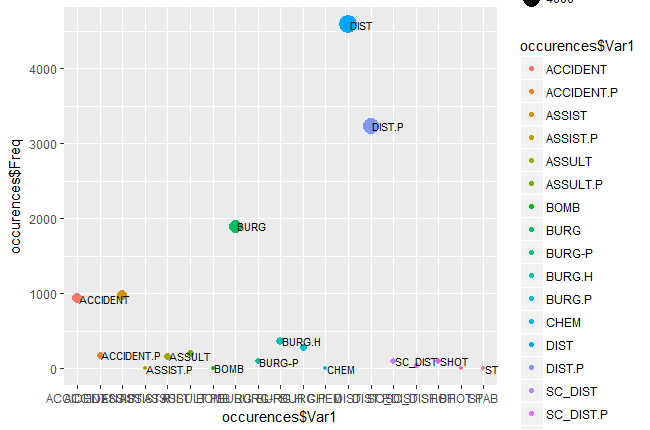 4000
occurences$Var1
ACCIDENT
ACCIDENT.P
ASSIST
ASSIST.P
ASSULT
ASSULT.P
BOMB
BURG
BURG-P
BURG.H
BURG.P
CHEM
DIST
DIST.P
SC_DIST
SC_DIST.P
occurences$Freq
4000
3000
2000
1000
0
DIST
DIST.P
BURG
ACCIDENT
ACCIDENT.P
ASSIST.P
ASSULT
BOMB
BURG-P
BURG.H
CHEM
SC_DIST
SHOT
ST
occurences$Var1